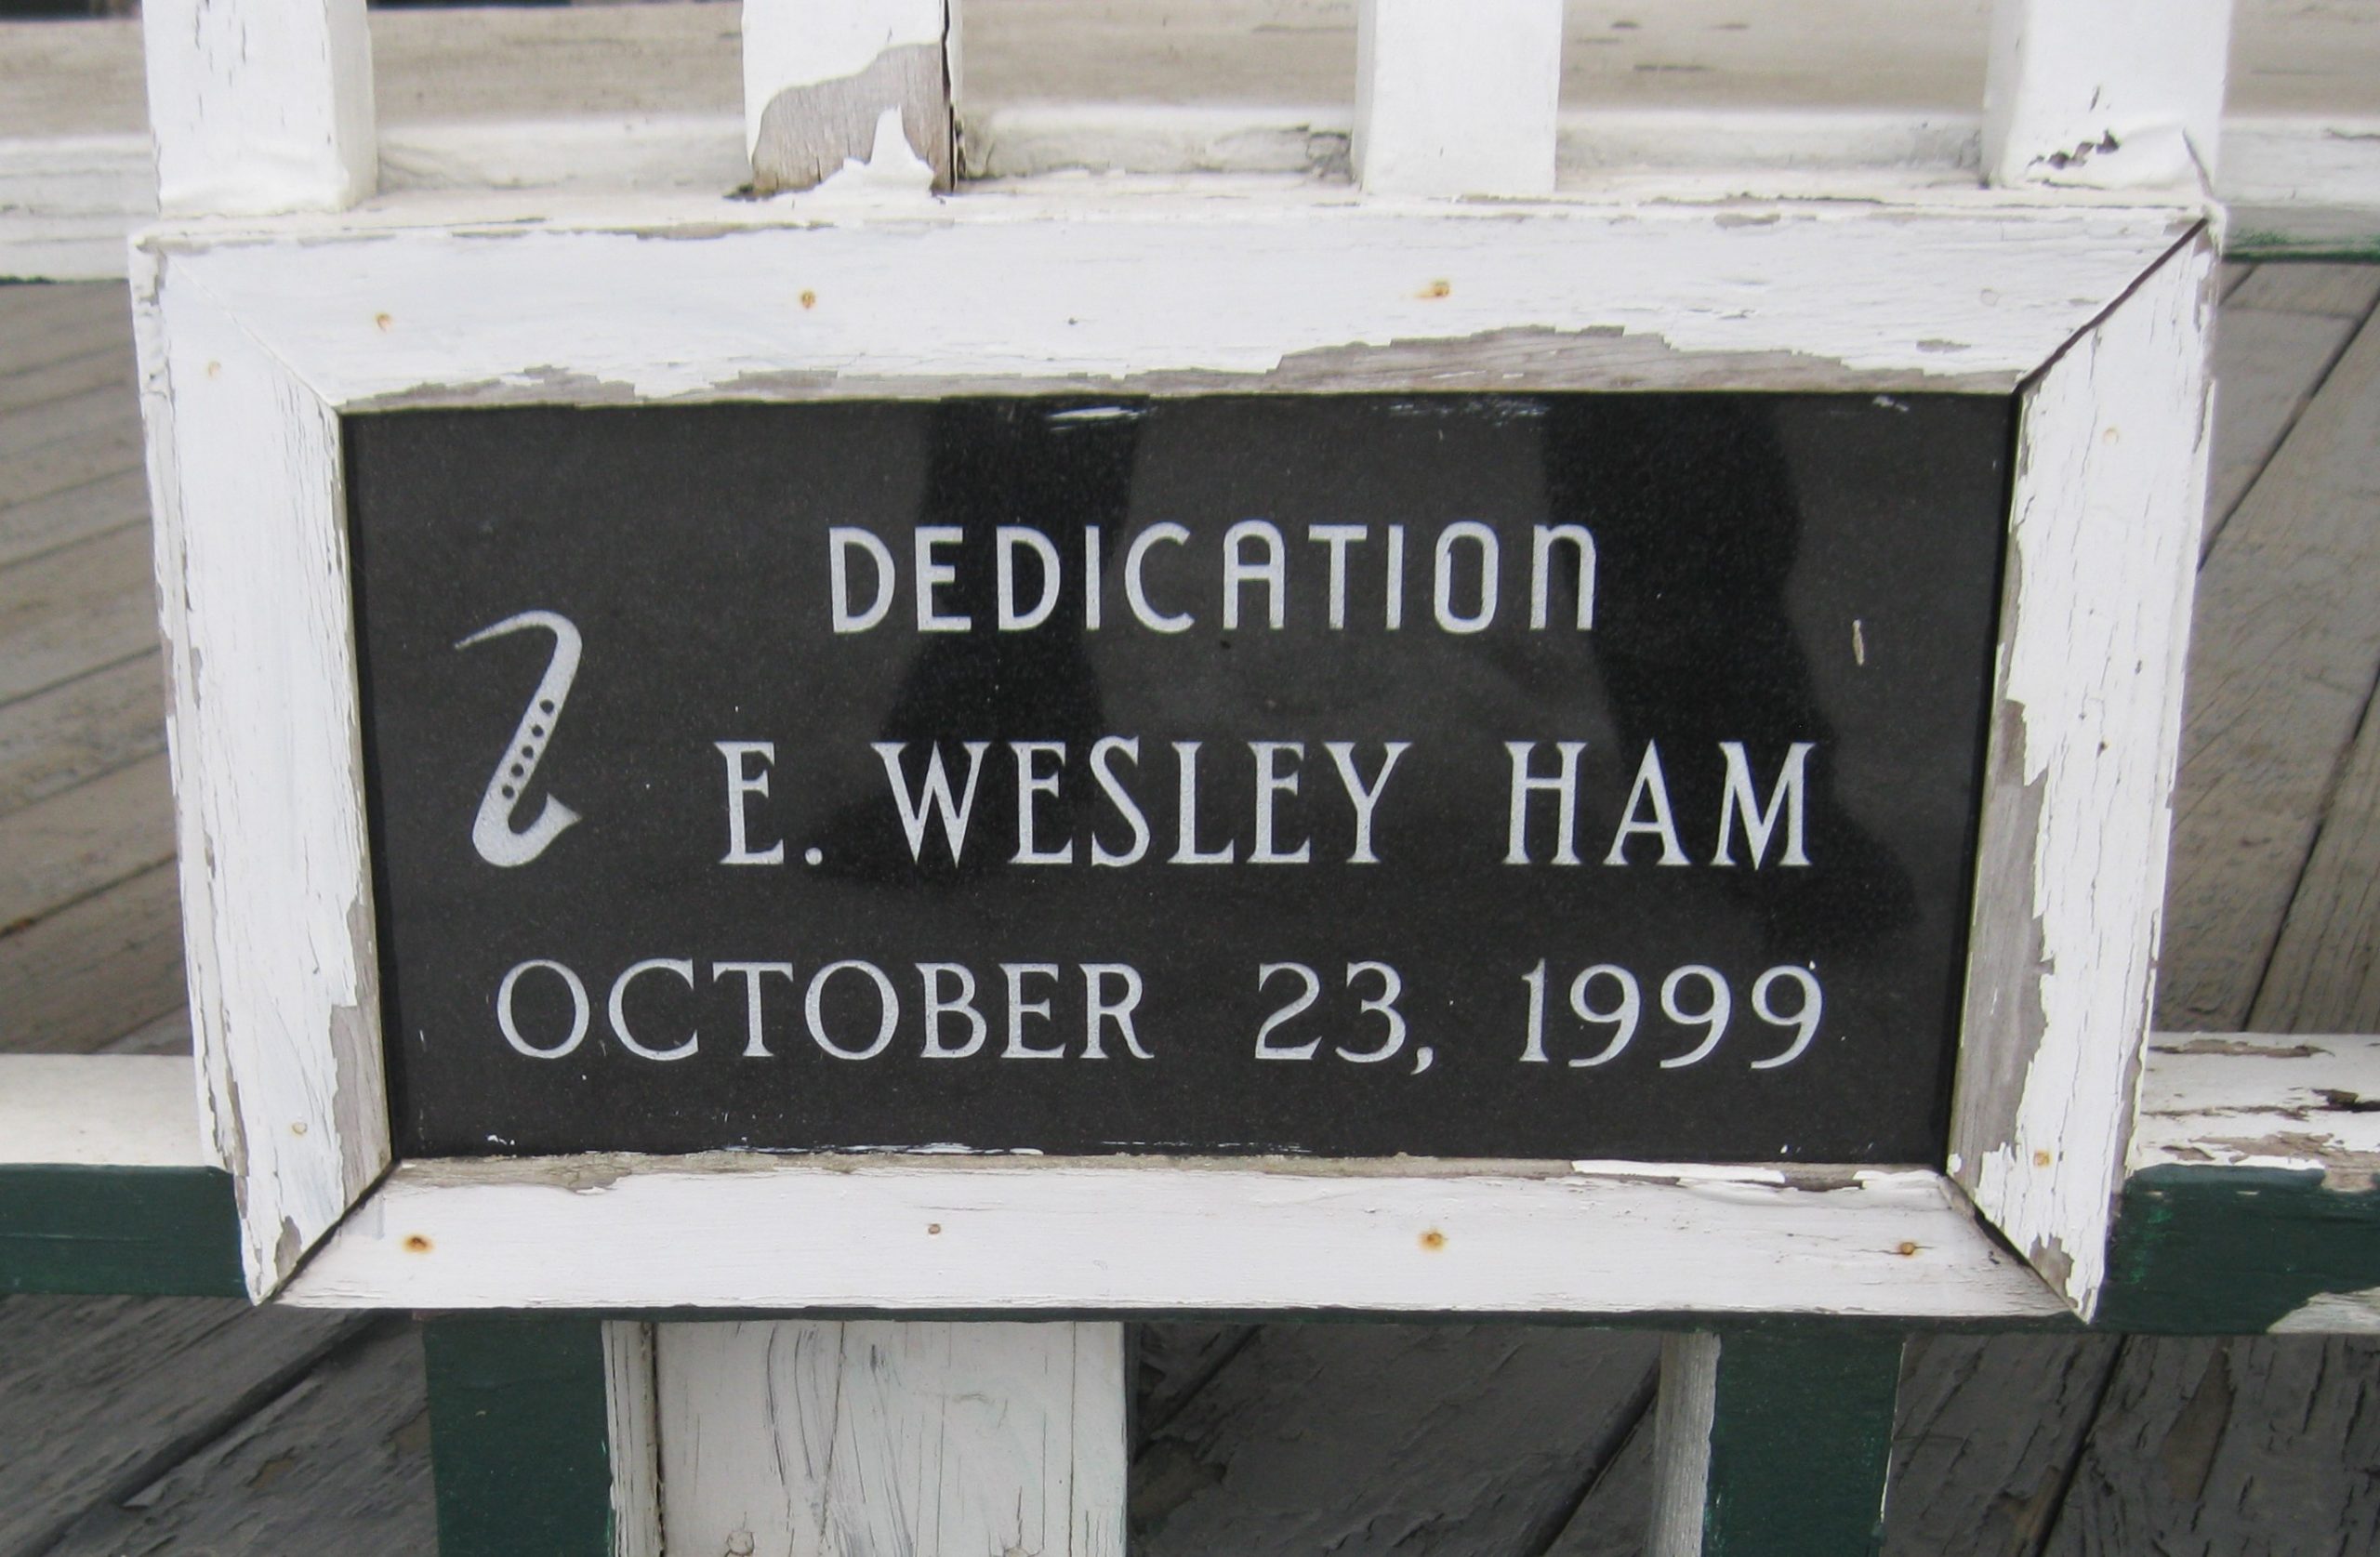 DEDICATION
E. WESLEY HAM
OCTOBER 23, 1999